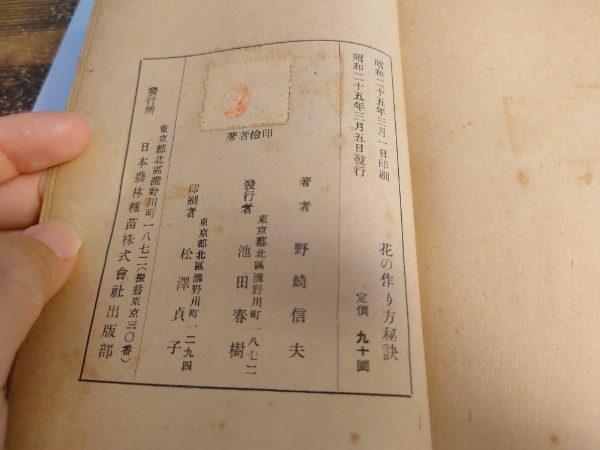 昭和二十五年三月一日印刷
昭和二十五年三月五日發行
花の作り方秘訣
定價 九十圓
著者 野崎信夫
發行者
東京都北區瀧野川町一八七二
池田春樹
印刷者
東京都北區瀧野川町一二九四
松澤貞子
著者檢印
發行所
東京都北區瀧野川町一八七二(振替東京三〇番)
日本農林種苗株式會社出版部